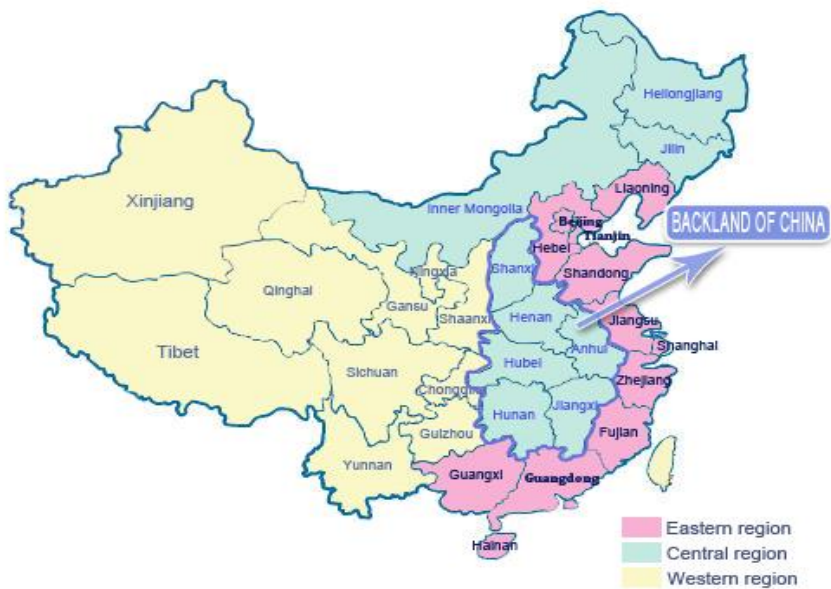 Heilongjiang
Jilin
Xinjiang
Liaoning
Inner Mongolia
BACKLAND OF CHINA
Beijing
Tianjin
Hebei
Shanxi
Ningxia
Shandong
Qinghai
Gansu
Shaanxi
Henan
Jiangsu
Tibet
Anhui
Shanghai
Hubei
Sichuan
Zhejiang
Chongqing
Hunan
Jiangxi
Guizhou
Fujian
Yunnan
Guangxi
Guangdong
Hainan
Eastern region
Central region
Western region